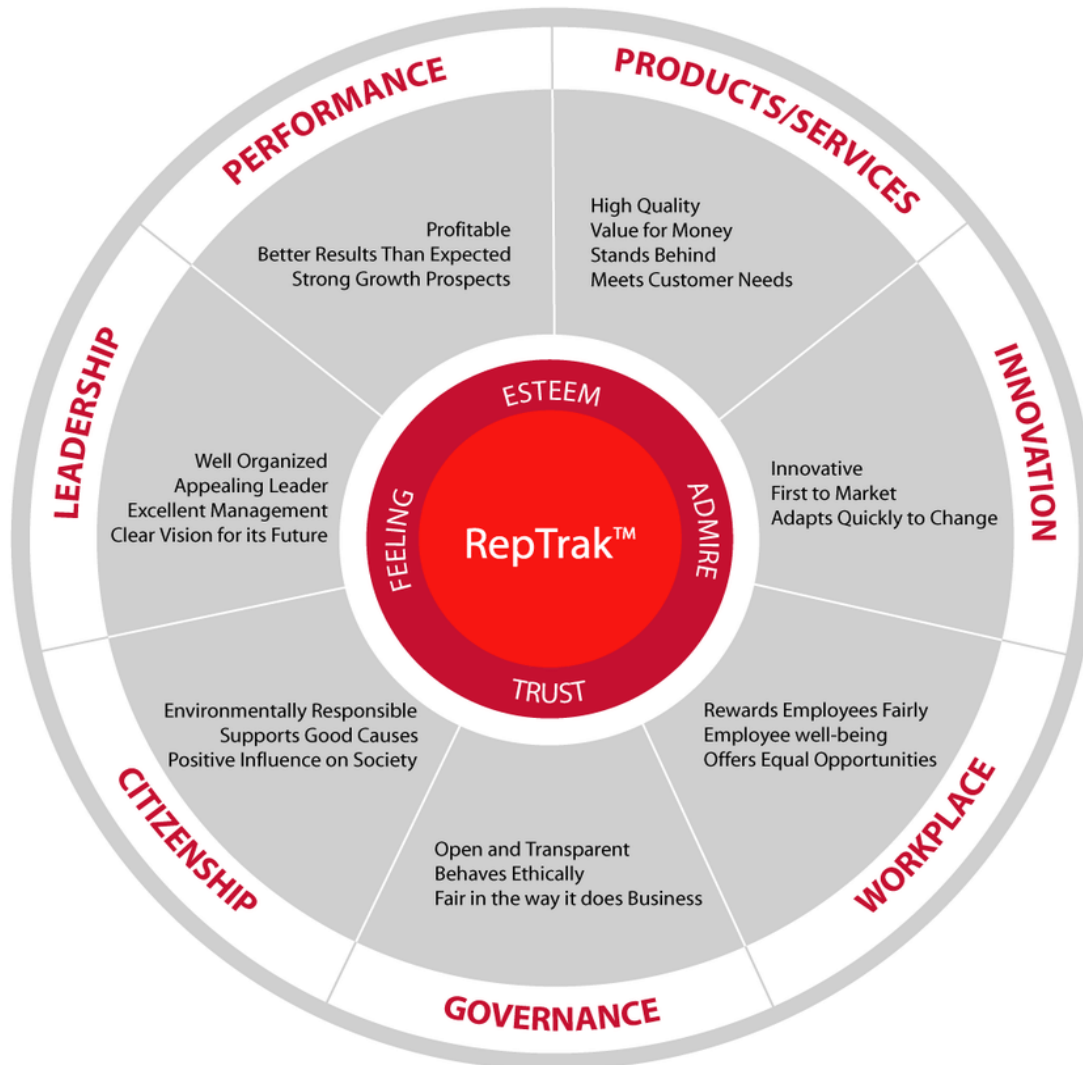 PERFORMANCE
Profitable
Better Results Than Expected
Strong Growth Prospects
PRODUCTS/SERVICES
High Quality
Value for Money
Stands Behind
Meets Customer Needs
INNOVATION
Innovative
First to Market
Adapts Quickly to Change
WORKPLACE
Rewards Employees Fairly
Employee well-being
Offers Equal Opportunities
GOVERNANCE
Open and Transparent
Behaves Ethically
Fair in the way it does Business
CITIZENSHIP
Environmentally Responsible
Supports Good Causes
Positive Influence on Society
LEADERSHIP
Well Organized
Appealing Leader
Excellent Management
Clear Vision for its Future
ESTEEM
ADMIRE
TRUST
FEELING
RepTrak™